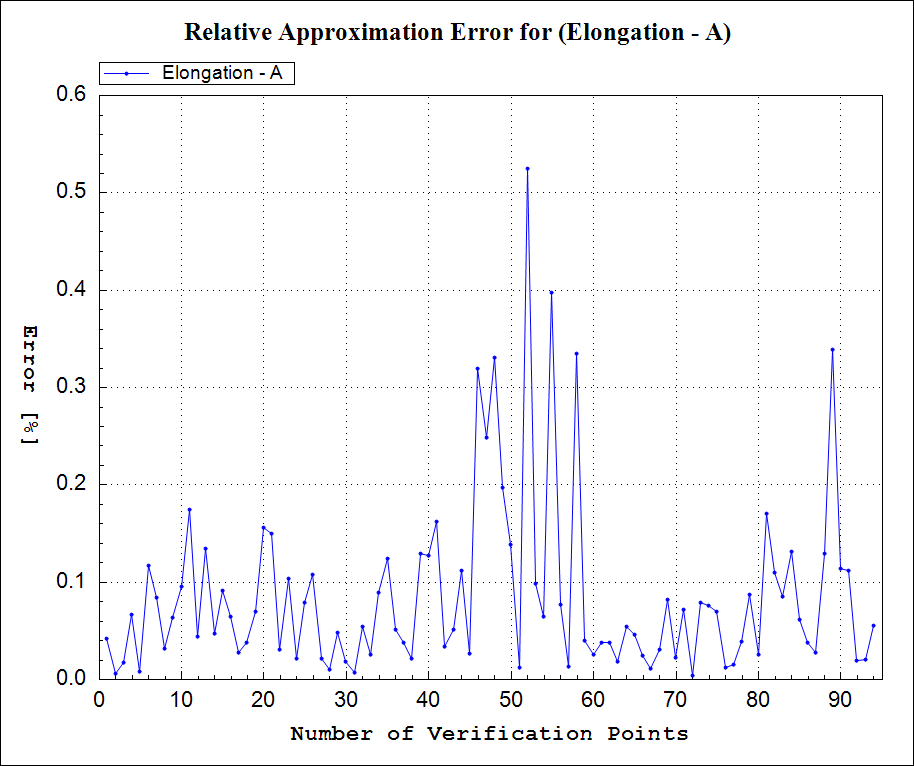 Relative Approximation Error for (Elongation - A)
Elongation - A
0.6
0.5
0.4
0.3
0.2
0.1
0.0
Error [%]
0 10 20 30 40 50 60 70 80 90
Number of Verification Points